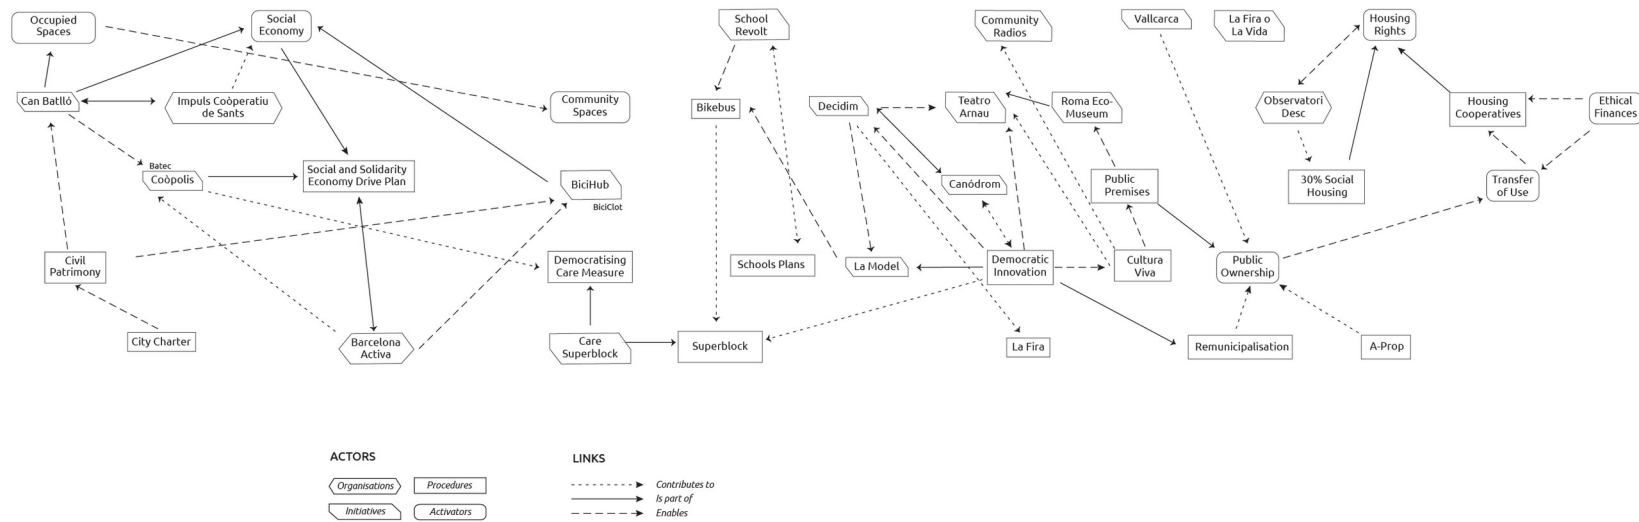 Occupied
Spaces
Social
Economy
School
Revolt
Community
Radios
Vallcarca
La Fira o
La Vida
Housing
Rights
Can Batlló
Impuls Coòperatiu
de Sants
Community
Spaces
Bikebus
Decidim
Teatro
Arnau
Roma Eco-
Museum
Observatori
Desc
Housing
Cooperatives
Ethical
Finances
Batec
Coòpolis
Social and Solidarity
Economy Drive Plan
BiciHub
BiciClot
Canódrom
Public
Premises
30% Social
Housing
Transfer
of Use
Civil
Patrimony
Democratising
Care Measure
Schools Plans
La Model
Democratic
Innovation
Cultura
Viva
Public
Ownership
City Charter
Barcelona
Activa
Care
Superblock
Superblock
La Fira
Remunicipalisation
A-Prop
ACTORS
Organisations
Procedures
Initiatives
Activators
LINKS
Contributes to
Is part of
Enables